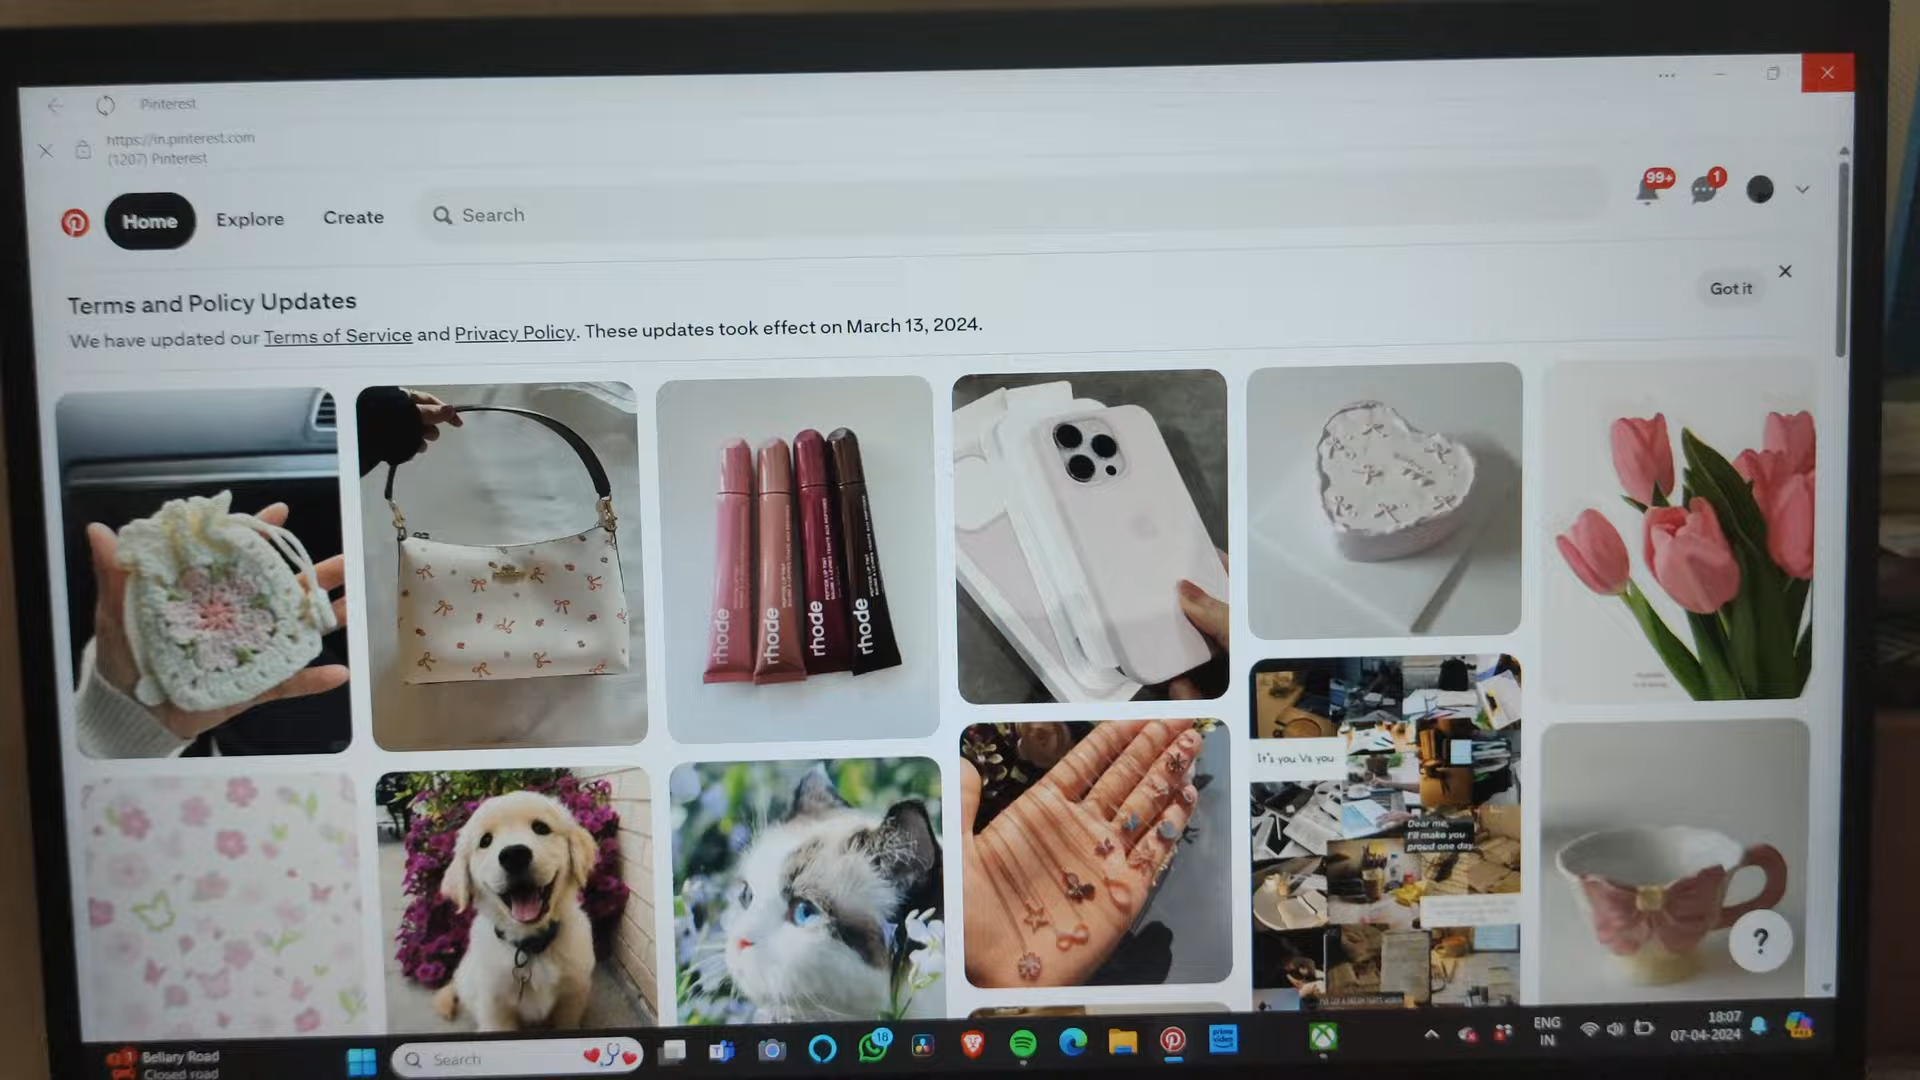 Pinterest
https://in.pinterest.com
(1207) Pinterest
Home
Explore
Create
Search
99+
1
Terms and Policy Updates
We have updated our Terms of Service and Privacy Policy. These updates took effect on March 13, 2024.
Got it
rhode
rhode
rhode
rhode
It's you Vs you
Dear me,
I'll make you
proud one day.
?
1
Bellary Road
Closed road
Search
18
prime
video
ENG
IN
18:07
07-04-2024